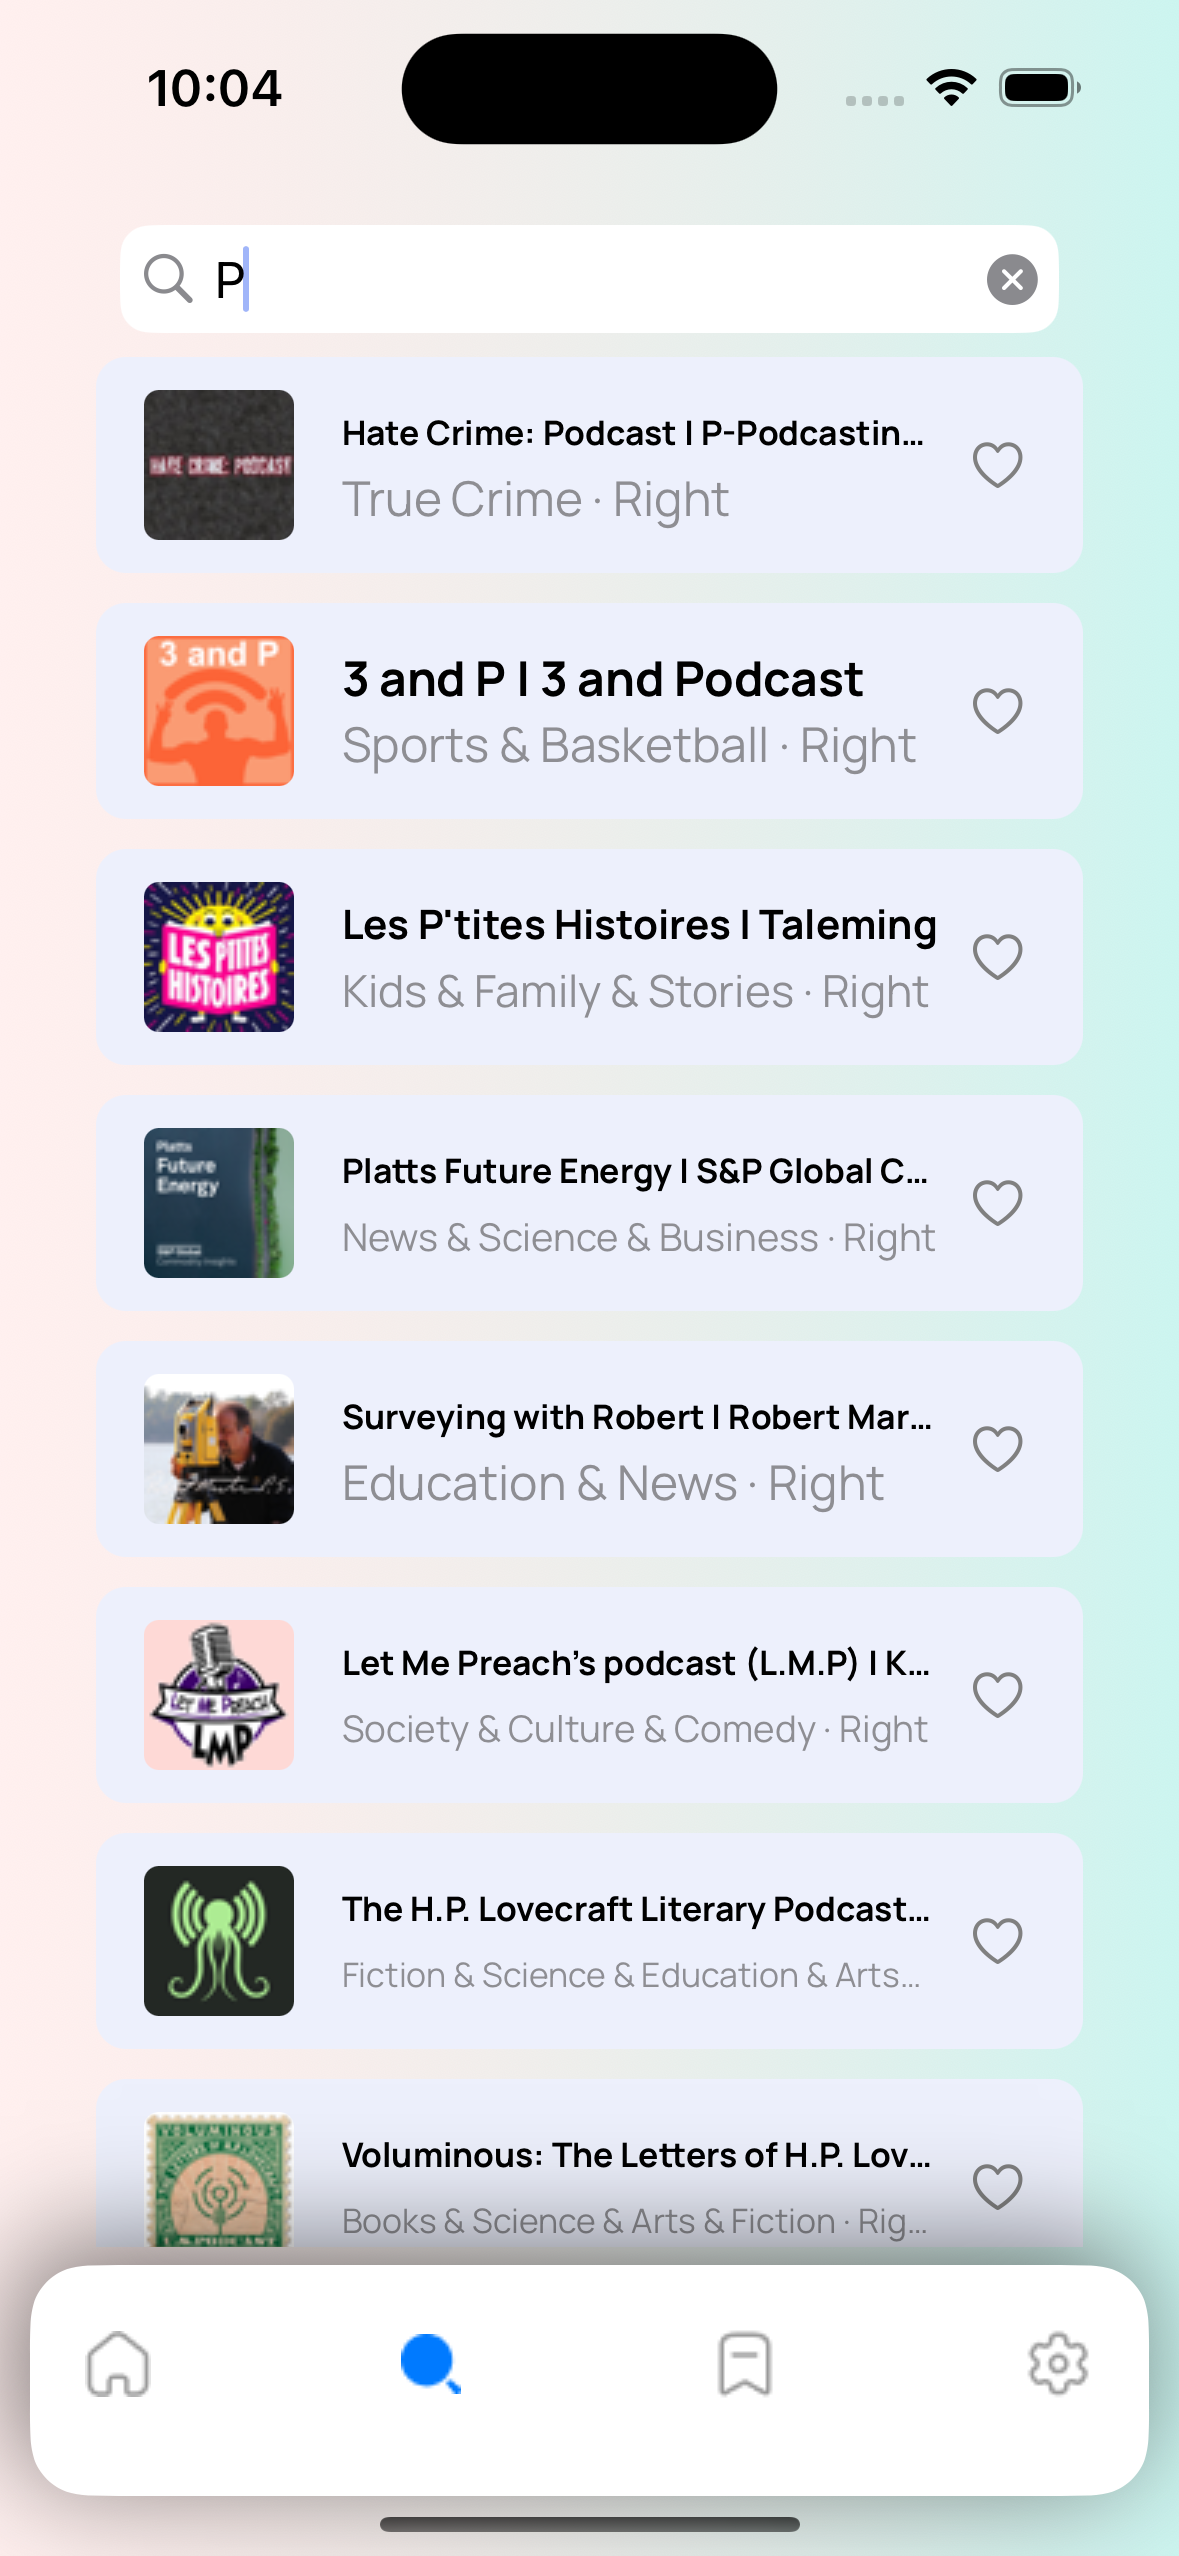 10:04
P
HATE CRIME: PODCAST
Hate Crime: Podcast | P-Podcastin...
True Crime · Right
3 and P
3 and P | 3 and Podcast
Sports & Basketball · Right
LES P'TITES
HISTOIRES
Les P'tites Histoires | Taleming
Kids & Family & Stories · Right
Platts
Future
Energy
S&P Global
Commodity Insights
Platts Future Energy | S&P Global C...
News & Science & Business · Right
Surveying with Robert | Robert Mar...
Education & News · Right
LET ME PREACH
LMP
Let Me Preach’s podcast (L.M.P) | K...
Society & Culture & Comedy · Right
The H.P. Lovecraft Literary Podcast...
Fiction & Science & Education & Arts...
VOLUMINOUS
Voluminous: The Letters of H.P. Lov...
Books & Science & Arts & Fiction · Rig...